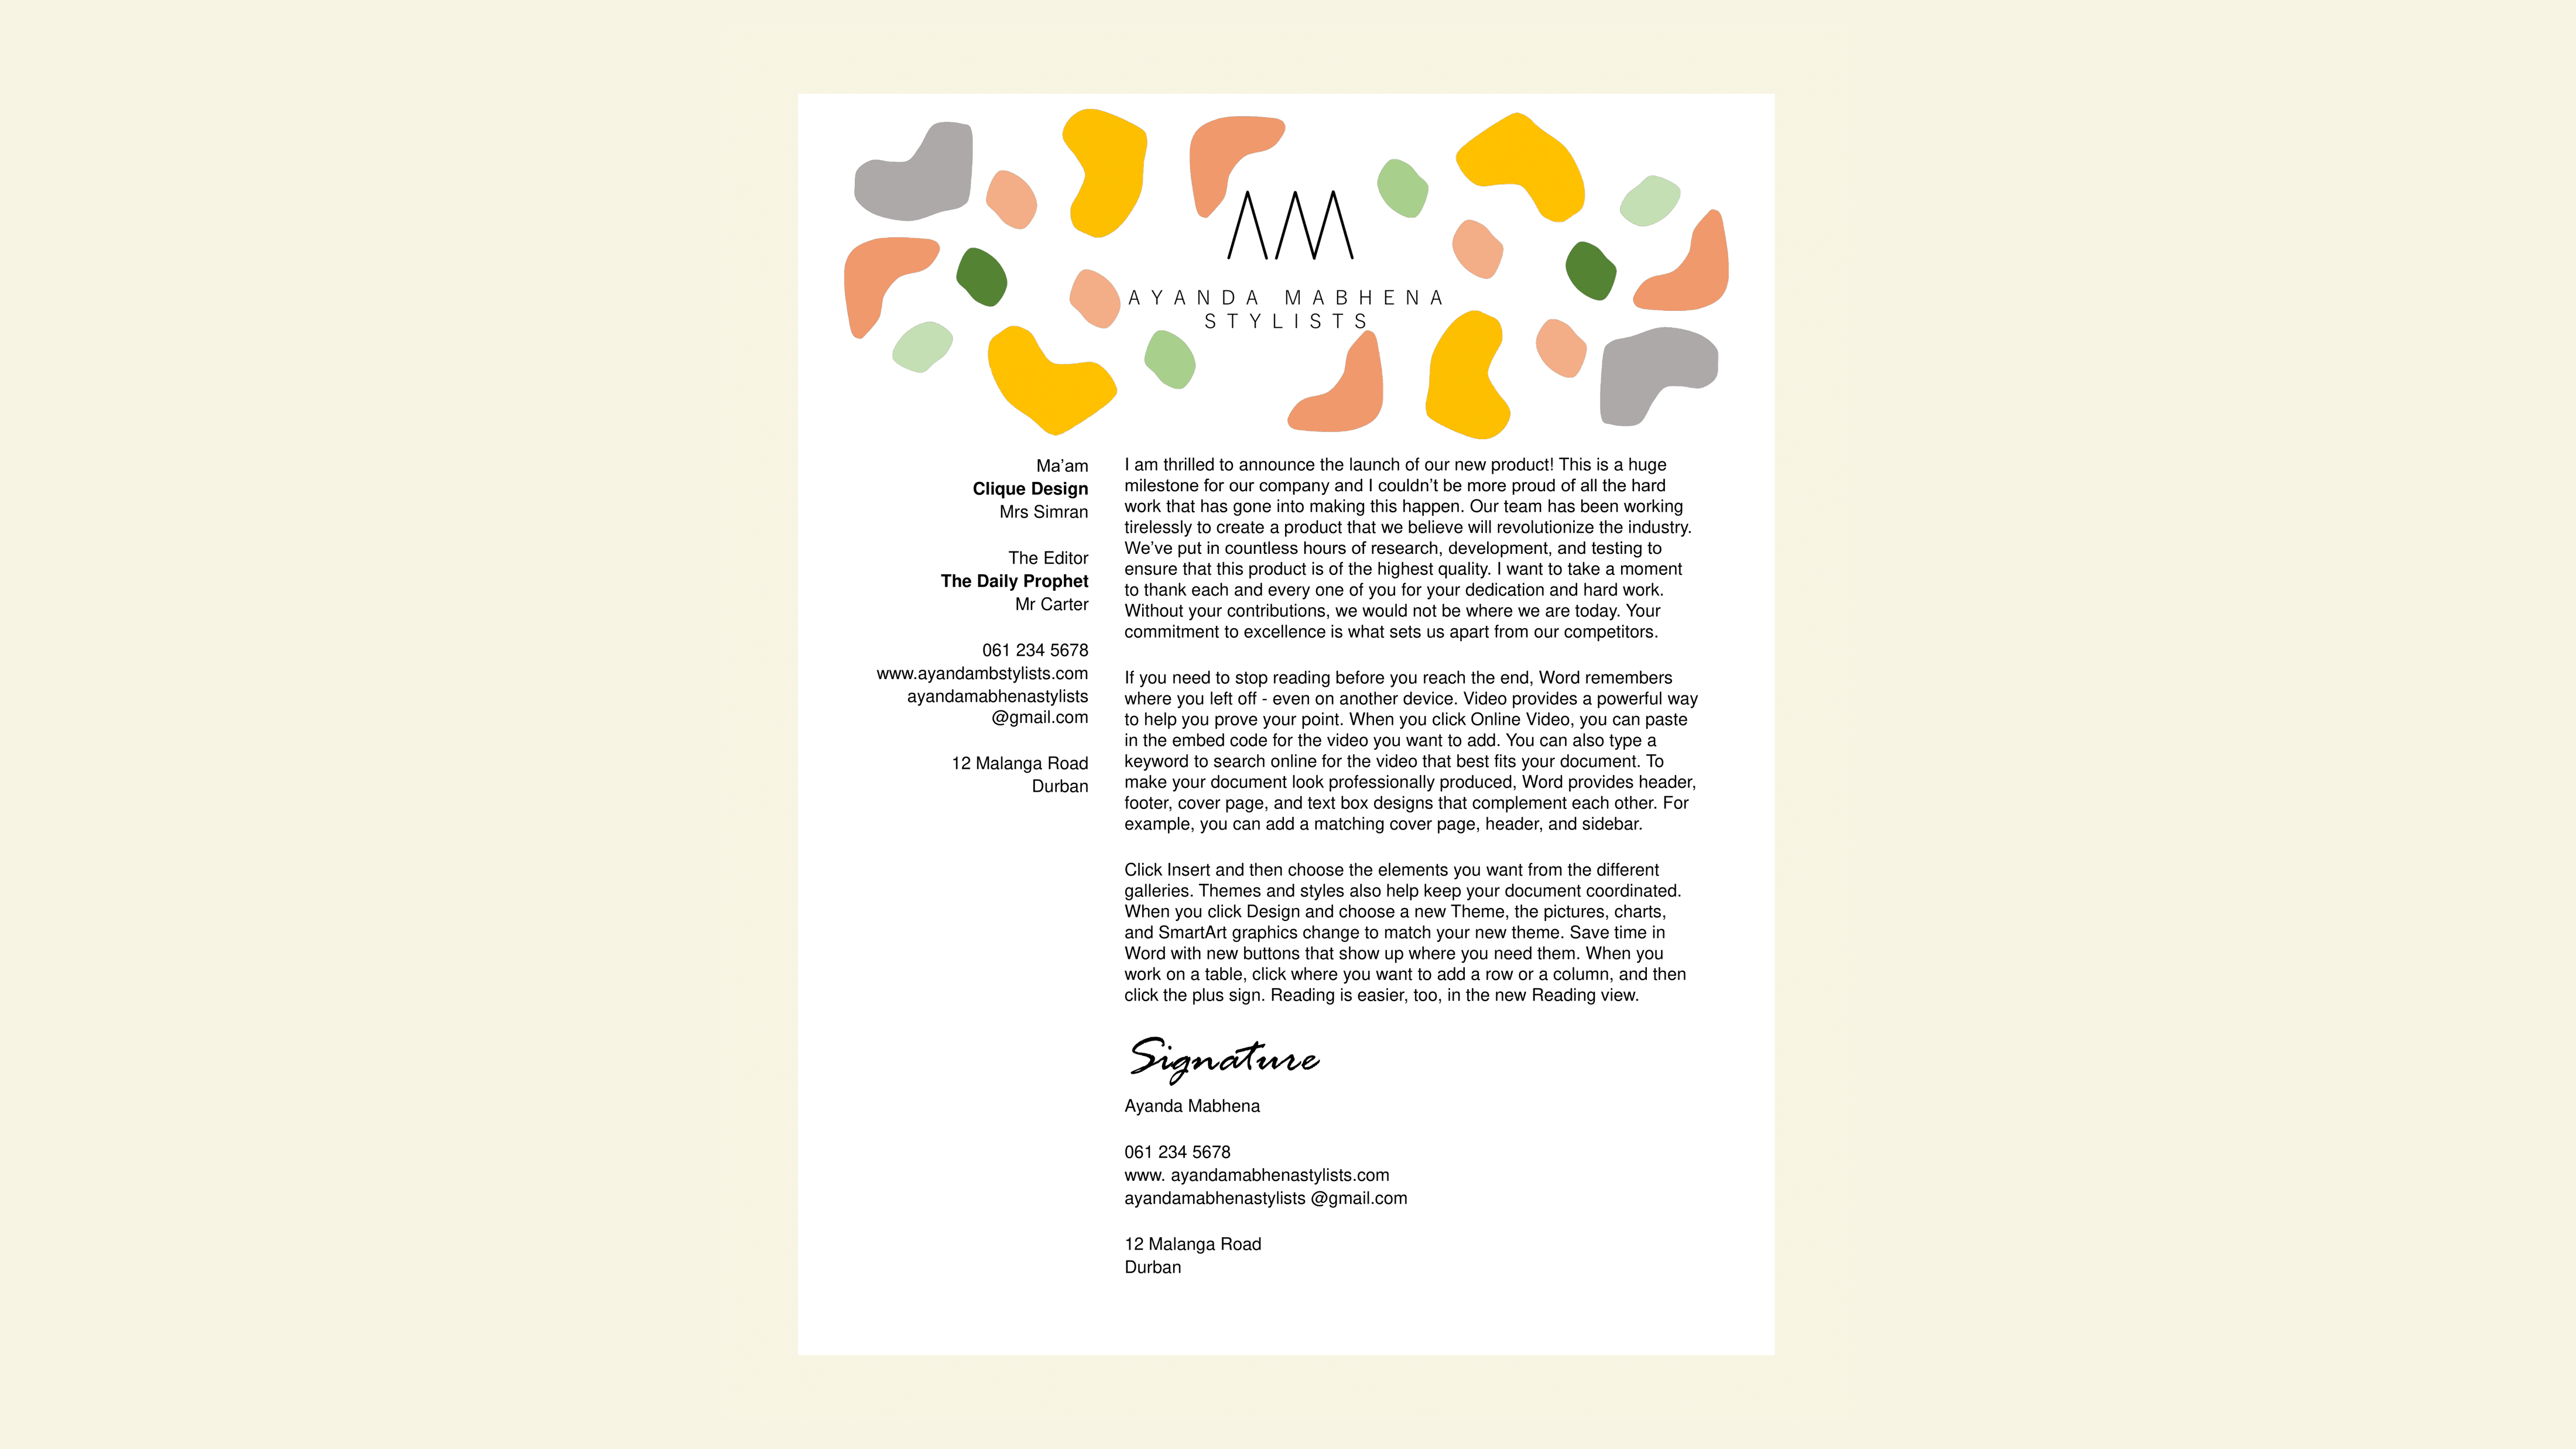 AM
AYANDA MABHENA
STYLISTS
Ma’am
Clique Design
Mrs Simran
The Editor
The Daily Prophet
Mr Carter
061 234 5678
www.ayandambstylists.com
ayandamabhenastylists
@gmail.com
12 Malanga Road
Durban
I am thrilled to announce the launch of our new product! This is a huge
milestone for our company and I couldn’t be more proud of all the hard
work that has gone into making this happen. Our team has been working
tirelessly to create a product that we believe will revolutionize the industry.
We’ve put in countless hours of research, development, and testing to
ensure that this product is of the highest quality. I want to take a moment
to thank each and every one of you for your dedication and hard work.
Without your contributions, we would not be where we are today. Your
commitment to excellence is what sets us apart from our competitors.
If you need to stop reading before you reach the end, Word remembers
where you left off - even on another device. Video provides a powerful way
to help you prove your point. When you click Online Video, you can paste
in the embed code for the video you want to add. You can also type a
keyword to search online for the video that best fits your document. To
make your document look professionally produced, Word provides header,
footer, cover page, and text box designs that complement each other. For
example, you can add a matching cover page, header, and sidebar.
Click Insert and then choose the elements you want from the different
galleries. Themes and styles also help keep your document coordinated.
When you click Design and choose a new Theme, the pictures, charts,
and SmartArt graphics change to match your new theme. Save time in
Word with new buttons that show up where you need them. When you
work on a table, click where you want to add a row or a column, and then
click the plus sign. Reading is easier, too, in the new Reading view.
Signature
Ayanda Mabhena
061 234 5678
www. ayandamabhenastylists.com
ayandamabhenastylists @gmail.com
12 Malanga Road
Durban